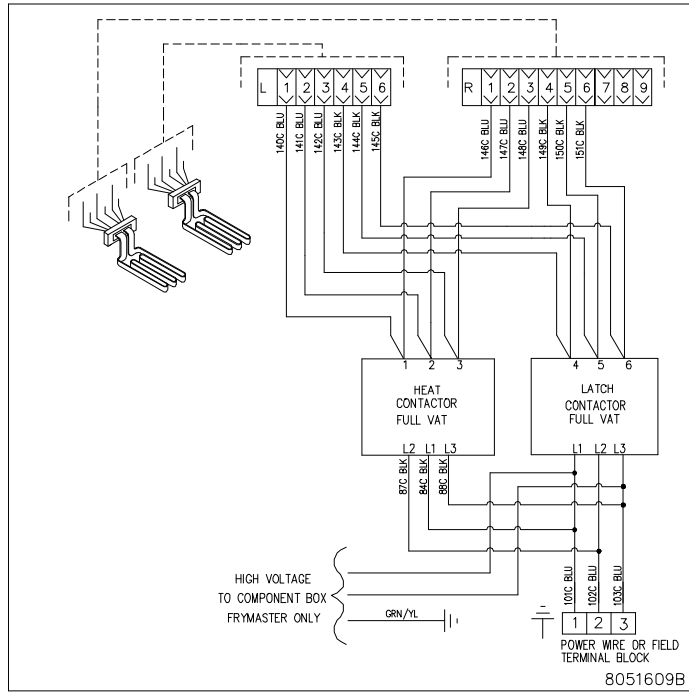 L 1 2 3 4 5 6
R 1 2 3 4 5 6 7 8 9
140C BLU
141C BLU
142C BLU
143C BLK
144C BLK
145C BLK
146C BLU
147C BLU
148C BLU
149C BLK
150C BLK
151C BLK
1 2 3
HEAT
CONTACTOR
FULL VAT
L2 L1 L3
4 5 6
LATCH
CONTACTOR
FULL VAT
L1 L2 L3
87C BLK
84C BLK
88C BLK
HIGH VOLTAGE
TO COMPONENT BOX
FRYMASTER ONLY
GRN/YL
101C BLU
102C BLU
103C BLU
1 2 3
POWER WIRE OR FIELD
TERMINAL BLOCK
8051609B